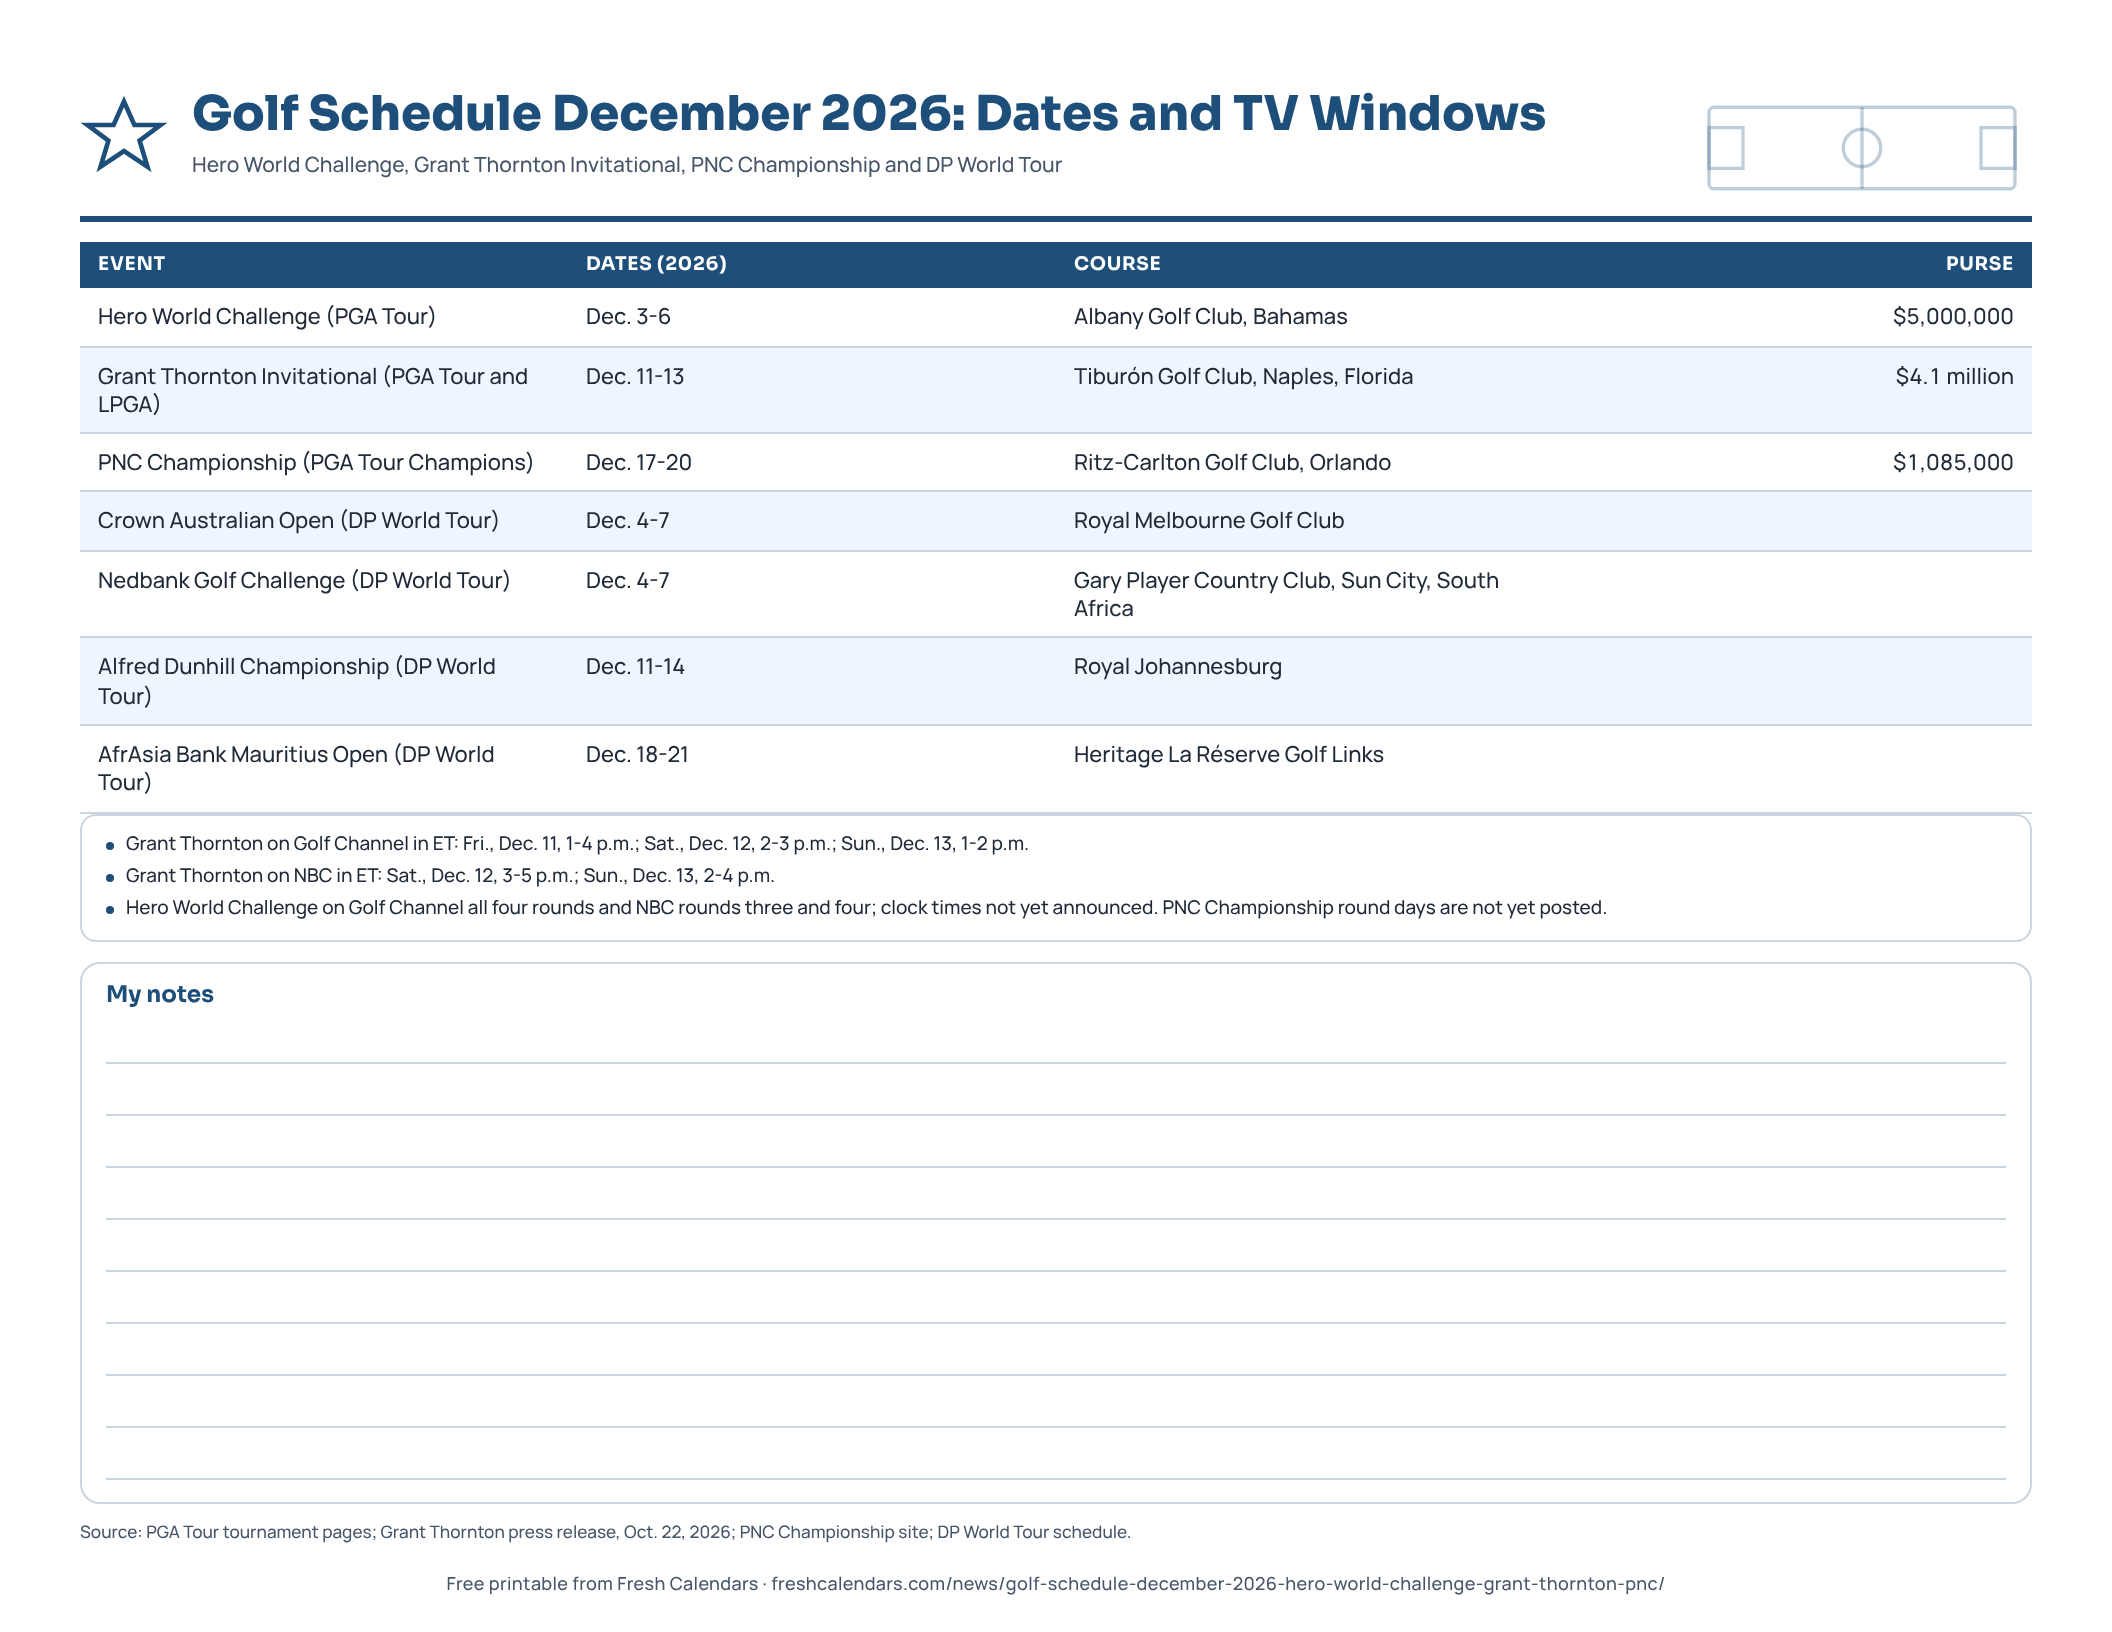 Golf Schedule December 2026: Dates and TV Windows
Hero World Challenge, Grant Thornton Invitational, PNC Championship and DP World Tour
EVENT DATES (2026) COURSE PURSE
Hero World Challenge (PGA Tour) Dec. 3-6 Albany Golf Club, Bahamas $5,000,000
Grant Thornton Invitational (PGA Tour and Dec. 11-13 Tiburón Golf Club, Naples, Florida $4.1 million
LPGA)
PNC Championship (PGA Tour Champions) Dec. 17-20 Ritz-Carlton Golf Club, Orlando $1,085,000
Crown Australian Open (DP World Tour) Dec. 4-7 Royal Melbourne Golf Club
Nedbank Golf Challenge (DP World Tour) Dec. 4-7 Gary Player Country Club, Sun City, South
Africa
Alfred Dunhill Championship (DP World Dec. 11-14 Royal Johannesburg
Tour)
AfrAsia Bank Mauritius Open (DP World Dec. 18-21 Heritage La Réserve Golf Links
Tour)
• Grant Thornton on Golf Channel in ET: Fri., Dec. 11, 1-4 p.m.; Sat., Dec. 12, 2-3 p.m.; Sun., Dec. 13, 1-2 p.m.
• Grant Thornton on NBC in ET: Sat., Dec. 12, 3-5 p.m.; Sun., Dec. 13, 2-4 p.m.
• Hero World Challenge on Golf Channel all four rounds and NBC rounds three and four; clock times not yet announced. PNC Championship round days are not yet posted.
My notes
Source: PGA Tour tournament pages; Grant Thornton press release, Oct. 22, 2026; PNC Championship site; DP World Tour schedule.
Free printable from Fresh Calendars · freshcalendars.com/news/golf-schedule-december-2026-hero-world-challenge-grant-thornton-pnc/